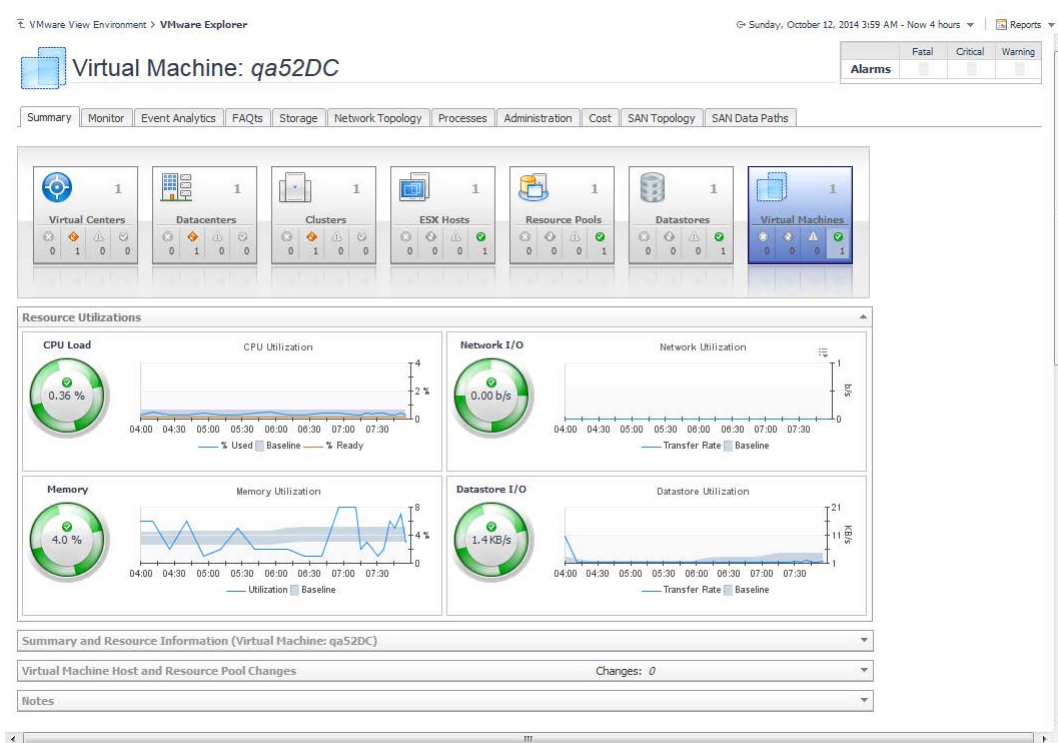 VMware View Environment > VMware Explorer
Sunday, October 12, 2014 3:59 AM - Now 4 hours
Reports
Virtual Machine: qa52DC
Fatal Critical Warning
Alarms
Summary Monitor Event Analytics FAQts Storage Network Topology Processes Administration Cost SAN Topology SAN Data Paths
1 1 1 1 1 1 1
Virtual Centers Datacenters Clusters ESX Hosts Resource Pools Datastores Virtual Machines
0 1 0 0 0 1 0 0 0 1 0 0 0 0 0 1 0 0 0 1 0 0 0 1 0 0 0 1
Resource Utilizations
CPU Load
CPU Utilization
0.36 %
4
2 %
0
04:00 04:30 05:00 05:30 06:00 06:30 07:00 07:30
% Used Baseline % Ready
Network I/O
Network Utilization
0.00 b/s
1
b/s
0
04:00 04:30 05:00 05:30 06:00 06:30 07:00 07:30
Transfer Rate Baseline
Memory
Memory Utilization
4.0 %
8
4 %
0
04:00 04:30 05:00 05:30 06:00 06:30 07:00 07:30
Utilization Baseline
Datastore I/O
Datastore Utilization
1.4 KB/s
21
11
KB/s
1
04:00 04:30 05:00 05:30 06:00 06:30 07:00 07:30
Transfer Rate Baseline
Summary and Resource Information (Virtual Machine: qa52DC)
Virtual Machine Host and Resource Pool Changes
Changes: 0
Notes